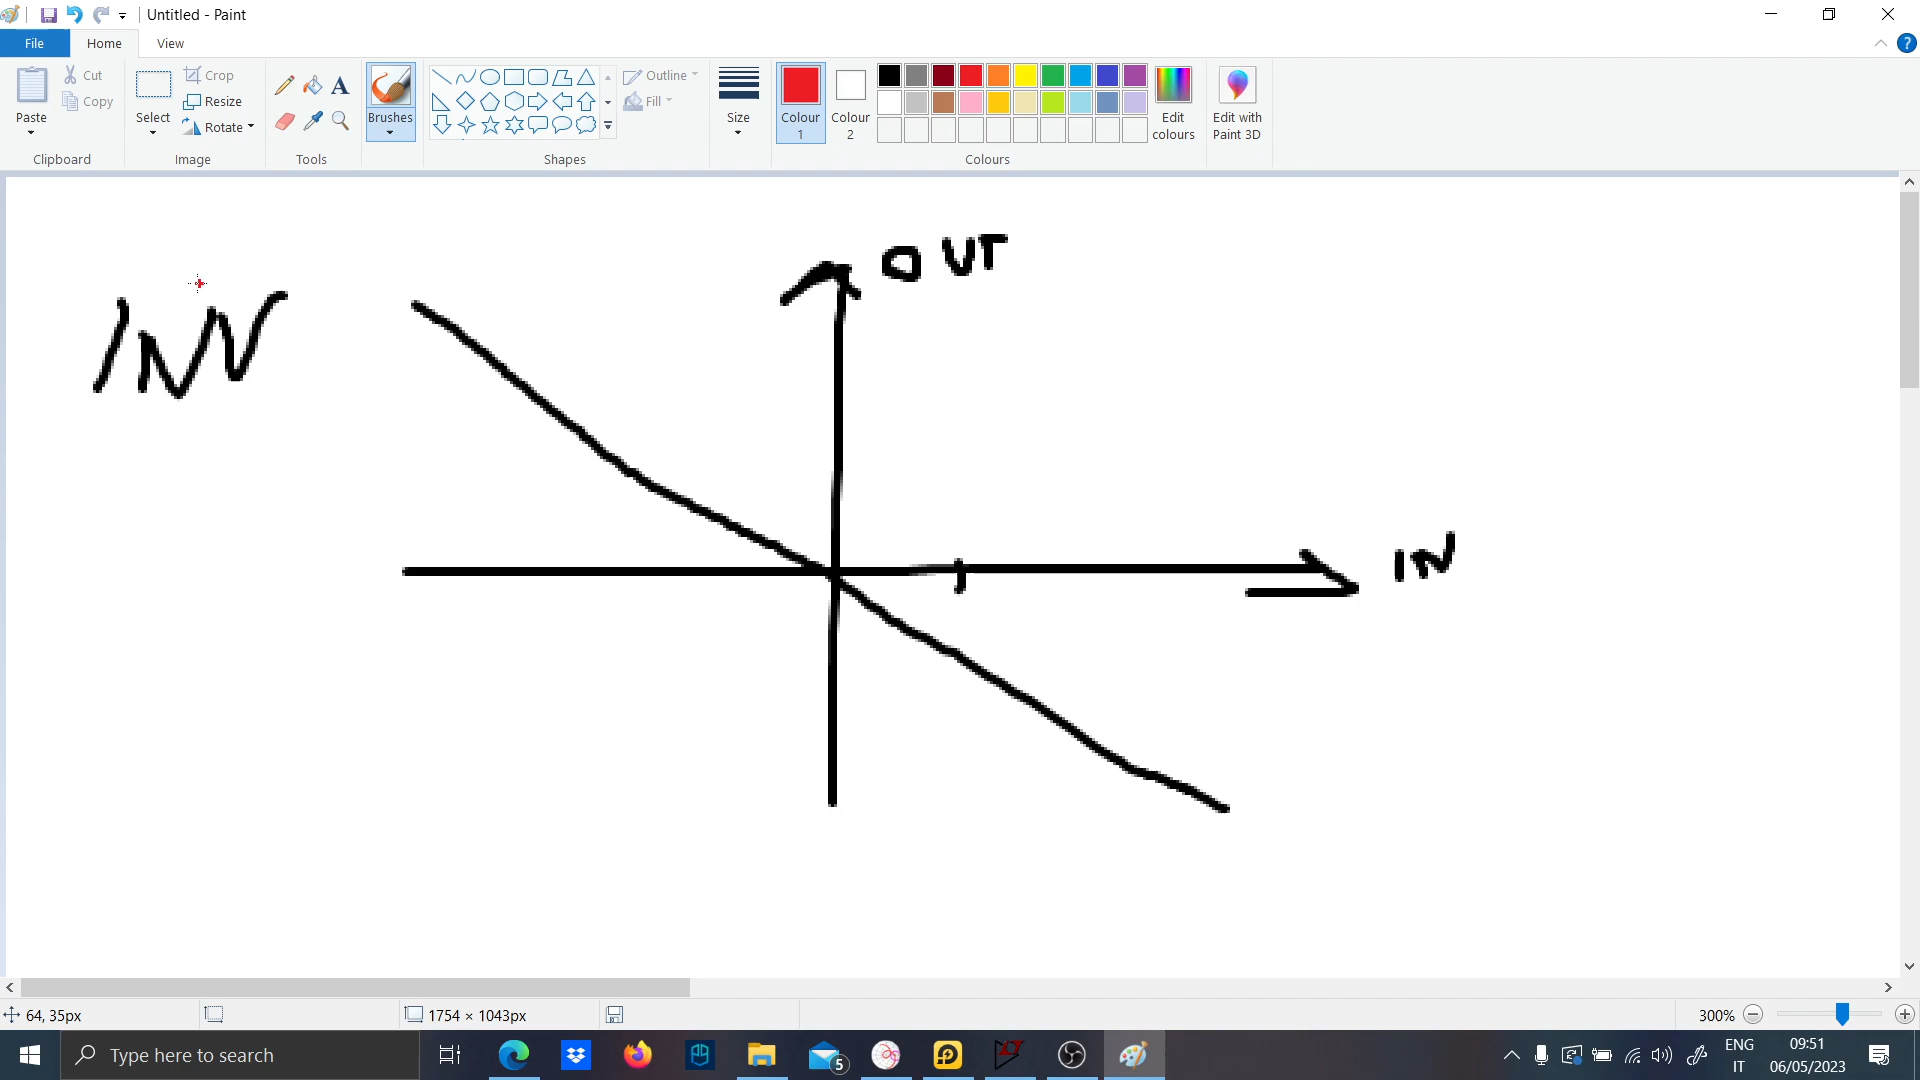 Untitled - Paint
File
Home
View
Paste
Cut
Copy
Clipboard
Select
Crop
Resize
Rotate
Image
Tools
Brushes
Outline
Fill
Shapes
Size
Colour 1
Colour 2
Edit colours
Colours
Edit with Paint 3D
?
OUT
INV
IN
64, 35px
1754 × 1043px
300%
Type here to search
5
ENG
IT
09:51
06/05/2023